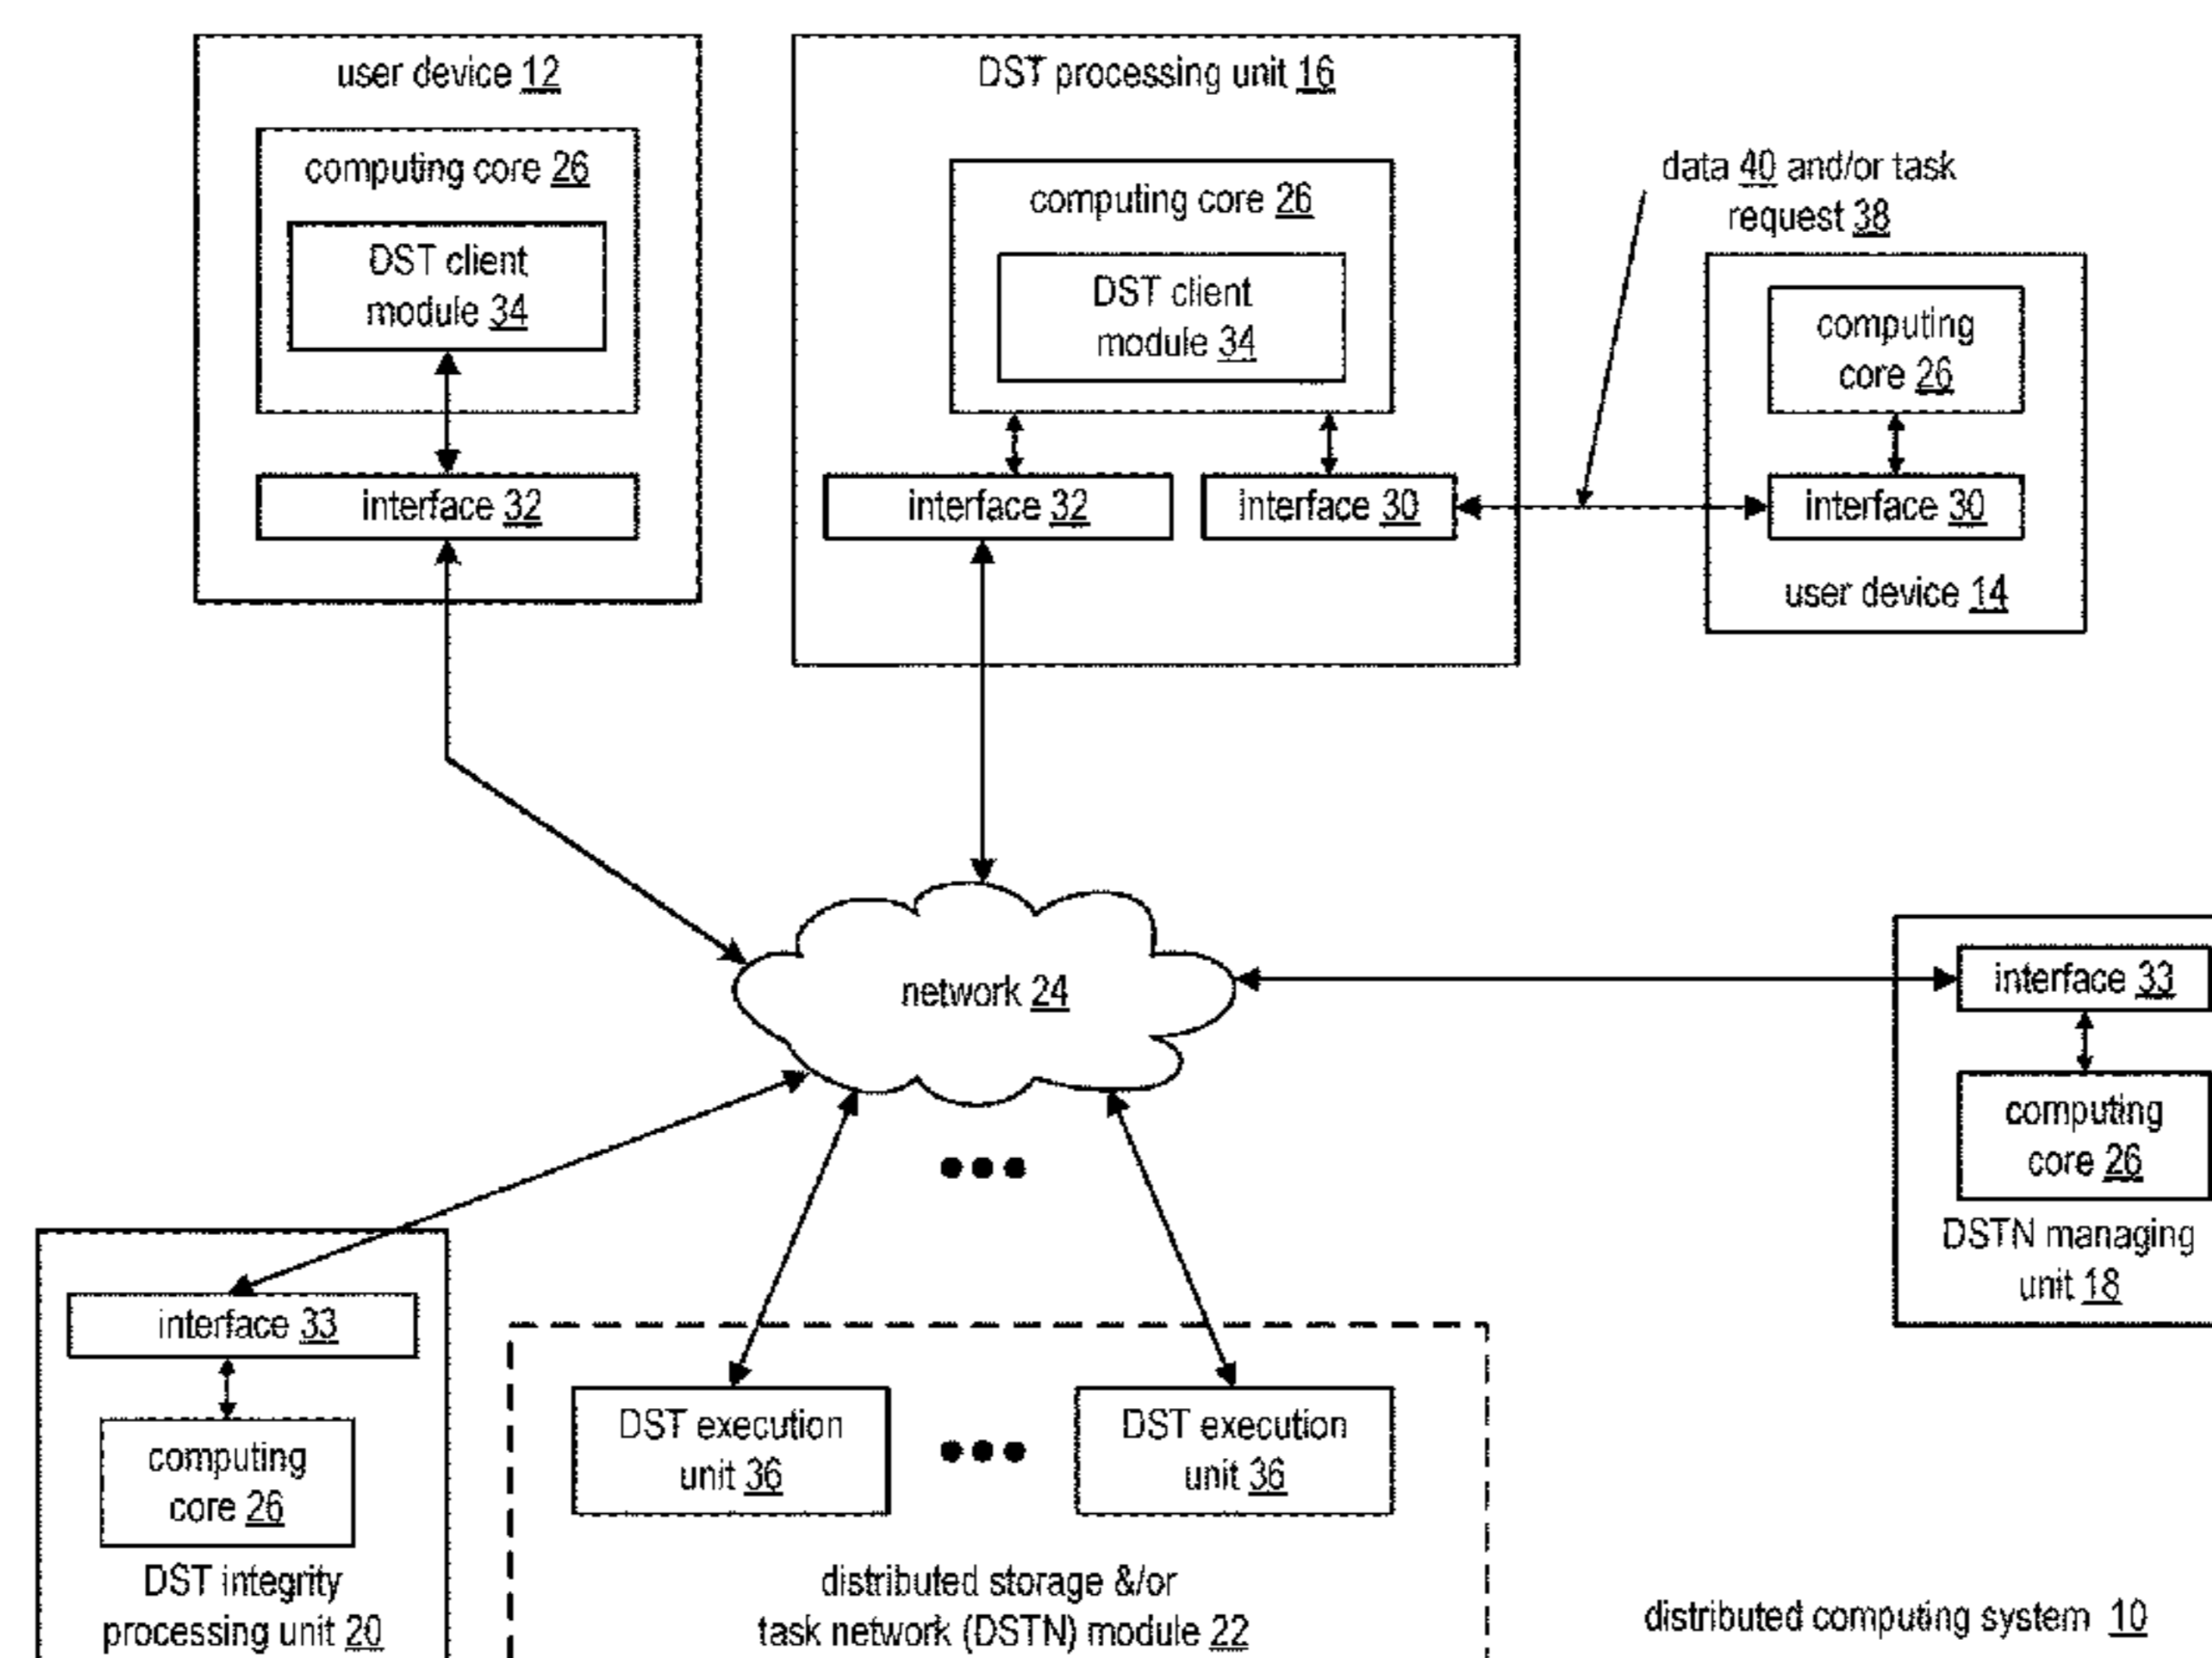 user device 12
computing core 26
DST client
module 34
interface 32
DST processing unit 16
computing core 26
DST client
module 34
interface 32
interface 30
data 40 and/or task
request 38
computing
core 26
interface 30
user device 14
network 24
interface 33
computing
core 26
DSTN managing
unit 18
interface 33
computing
core 26
DST integrity
processing unit 20
DST execution
unit 36
DST execution
unit 36
distributed storage &/or
task network (DSTN) module 22
distributed computing system 10